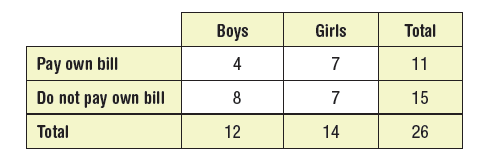 Boys Girls Total
Pay own bill 4 7 11
Do not pay own bill 8 7 15
Total 12 14 26